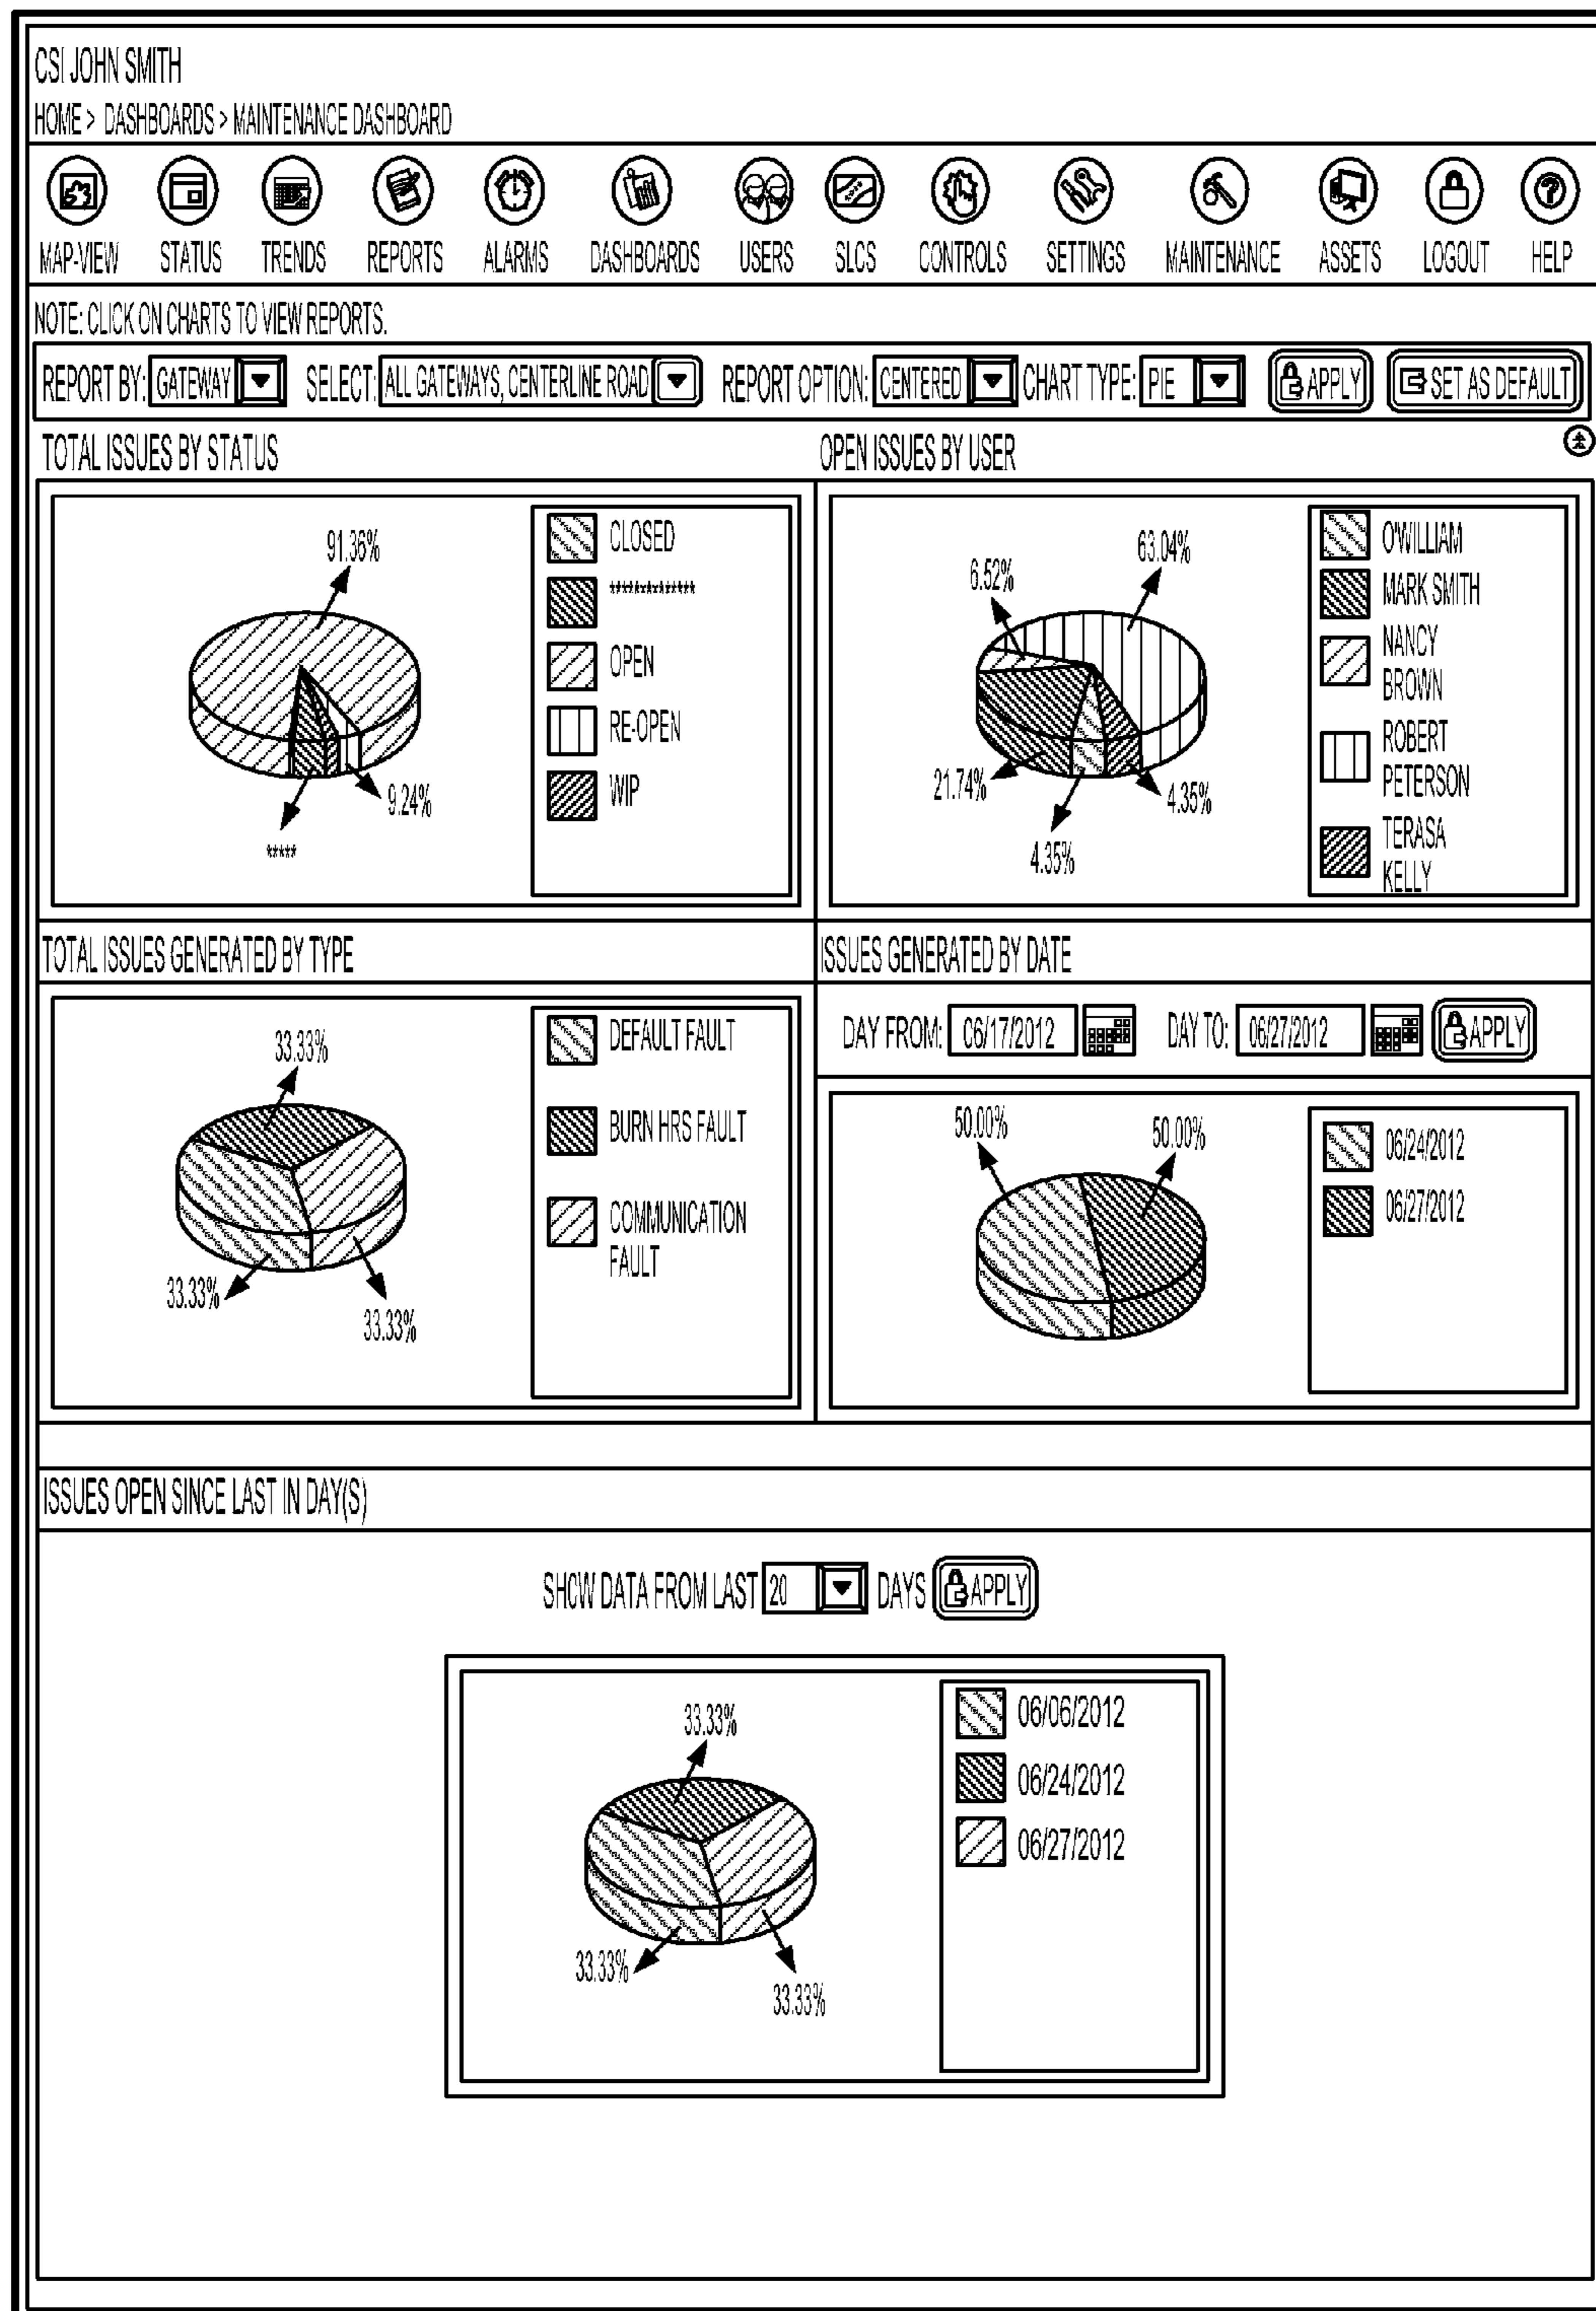 CSI JOHN SMITH
HOME > DASHBOARDS > MAINTENANCE DASHBOARD
MAP-VIEW STATUS TRENDS REPORTS ALARMS DASHBOARDS USERS SLCS CONTROLS SETTINGS MAINTENANCE ASSETS LOGOUT HELP
NOTE: CLICK ON CHARTS TO VIEW REPORTS.
REPORT BY: GATEWAY SELECT: ALL GATEWAYS, CENTERLINE ROAD REPORT OPTION: CENTERED CHART TYPE: PIE APPLY SET AS DEFAULT
TOTAL ISSUES BY STATUS
91.36%
9.24%
*****
CLOSED
**************
OPEN
RE-OPEN
WIP
OPEN ISSUES BY USER
6.52%
63.04%
21.74%
4.35%
4.35%
O'WILLIAM
MARK SMITH
NANCY
BROWN
ROBERT
PETERSON
TERASA
KELLY
TOTAL ISSUES GENERATED BY TYPE
33.33%
33.33%
33.33%
DEFAULT FAULT
BURN HRS FAULT
COMMUNICATION
FAULT
ISSUES GENERATED BY DATE
DAY FROM: 06/17/2012 DAY TO: 06/27/2012 APPLY
50.00%
50.00%
06/24/2012
06/27/2012
ISSUES OPEN SINCE LAST IN DAY(S)
SHOW DATA FROM LAST 20 DAYS APPLY
33.33%
33.33%
33.33%
06/06/2012
06/24/2012
06/27/2012